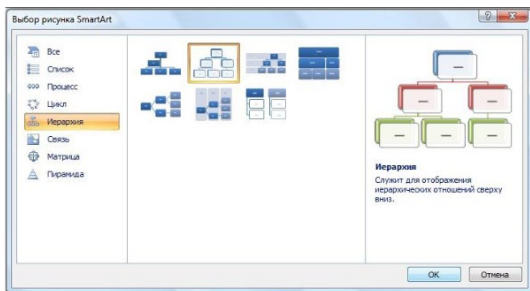 Выбор рисунка SmartArt
Все
Список
Процесс
Цикл
Иерархия
Связь
Матрица
Пирамида
Иерархия
Служит для отображения
иерархических отношений сверху
вниз.
ОК
Отмена